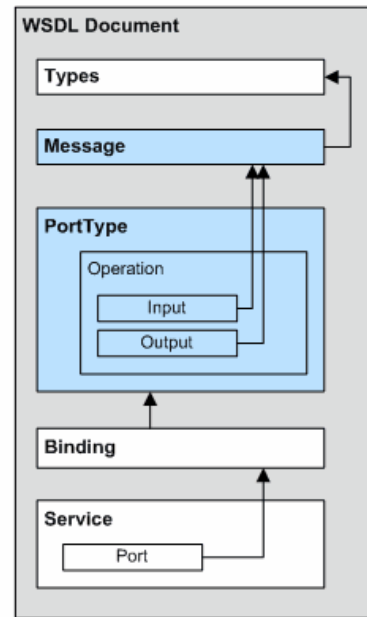 WSDL Document
Types
Message
PortType
Operation
Input
Output
Binding
Service
Port